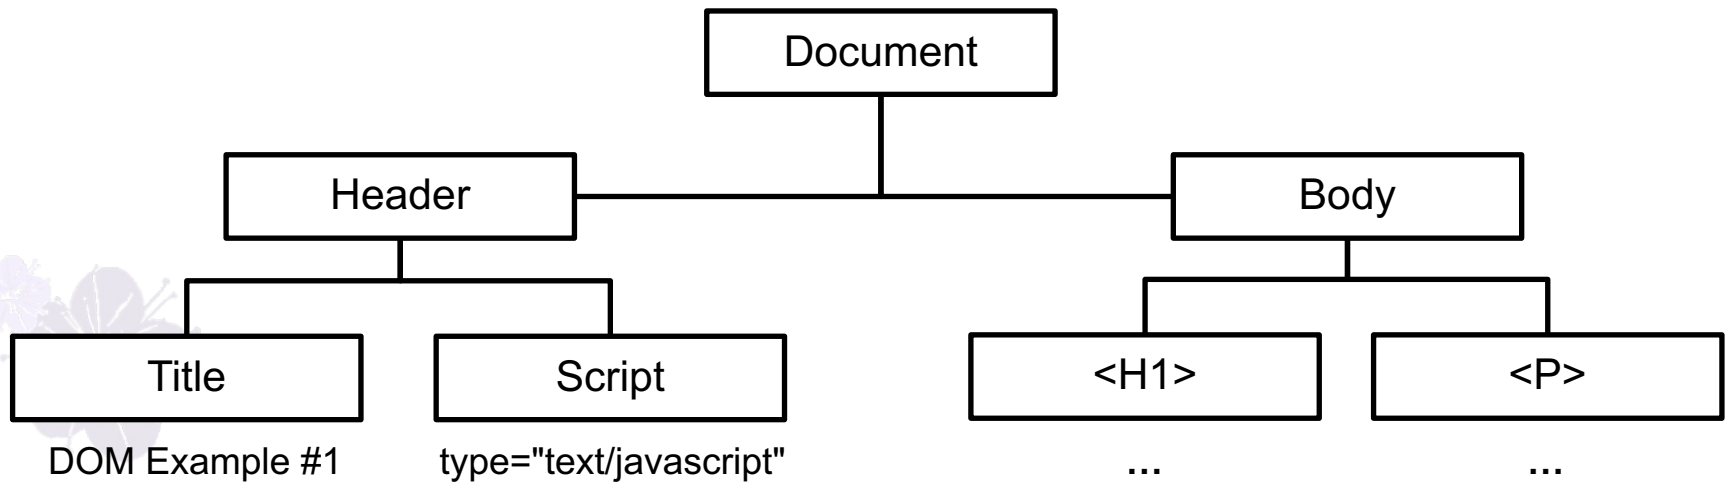 Document
Header
Body
Title
Script
<H1>
<P>
DOM Example #1
type="text/javascript"
...
...